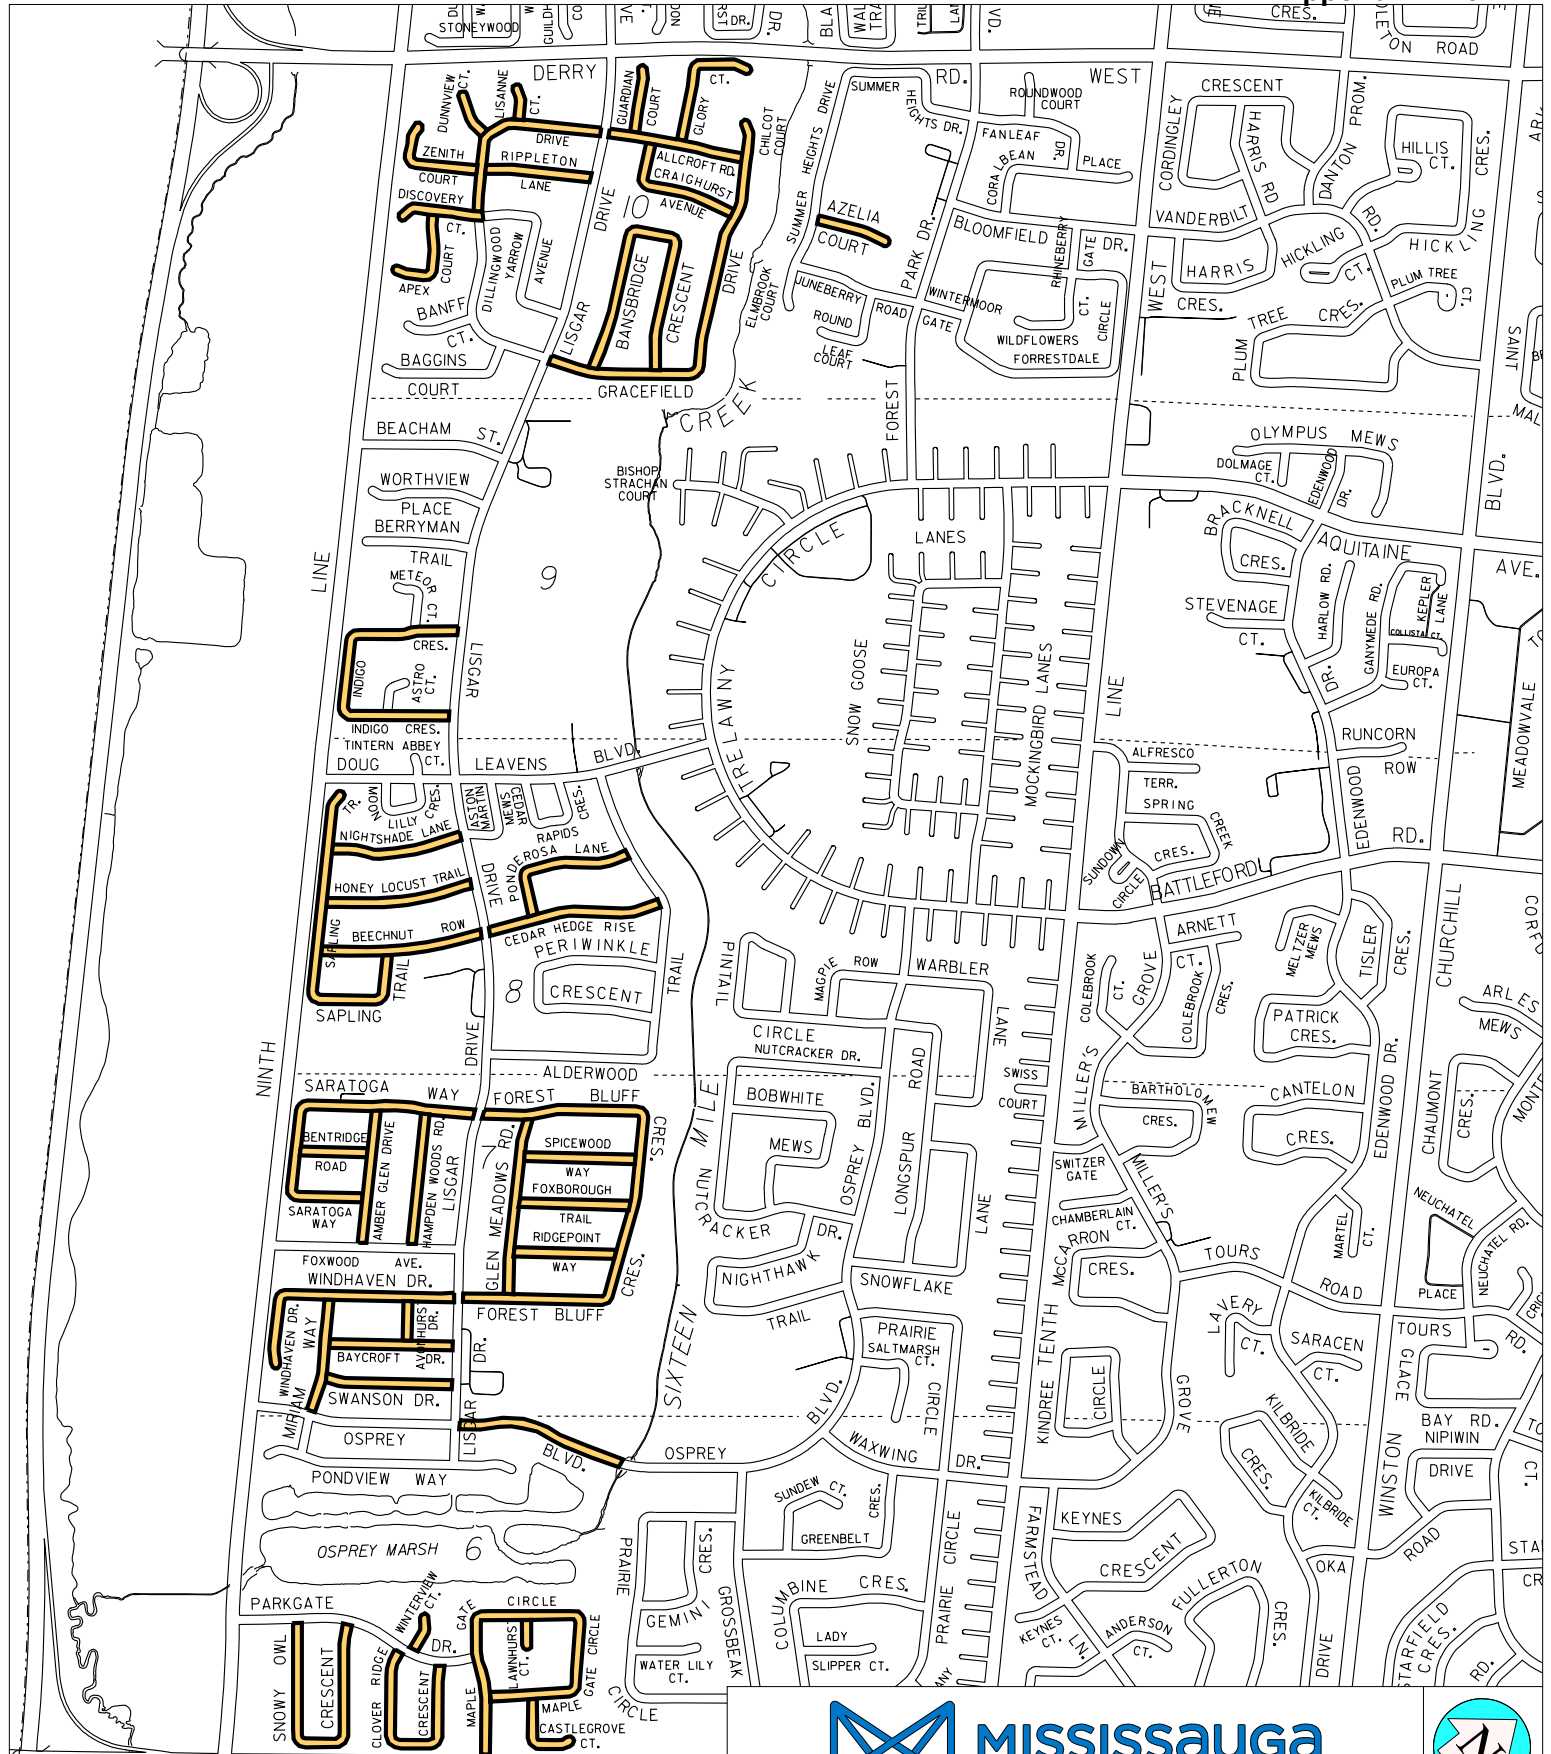 STONEYWOOD
CRES.
ROAD
DERRY
RD.
WEST
DUNNVIEW CT.
LISANNE CT.
GUARDIAN COURT
GLORY CT.
CHILCOT COURT
SUMMER HEIGHTS DR.
SUMMER HEIGHTS DRIVE
ROUNDWOOD COURT
FANLEAF DR.
CORALBEAN PLACE
CORDINGLEY
CRESCENT
HARRIS RD
DANTON PROM.
HILLIS CT.
HICKLING CRES.
ZENITH COURT
DRIVE
RIPPLETON LANE
ALLCROFT RD.
CRAIGHURST AVENUE
DISCOVERY CT.
APEX COURT
DILLINGWOOD
YARROW AVENUE
LISGAR DRIVE
10
BANSBRIDGE CRESCENT
DRIVE
ELMBROOK COURT
AZELIA COURT
PARK DR.
BLOOMFIELD DR.
RHINEBERRY
GATE
VANDERBILT RD.
HARRIS CRES.
HICKLING CT.
PLUM TREE CT.
PLUM TREE CRES.
WEST
BANFF CT.
BAGGINS COURT
GRACEFIELD
JUNEBERRY ROAD
ROUND LEAF COURT
WINTERMOOR GATE
WILDFLOWERS CT.
FORRESTDALE CIRCLE
FOREST
CREEK
SAINT
BLVD.
BEACHAM ST.
WORTHVIEW PLACE
BERRYMAN TRAIL
METEOR CT.
BISHOP STRACHAN COURT
9
LINE
CIRCLE
LANES
OLYMPUS MEWS
DOLMAGE CT.
EDENWOOD DR.
BRACKNELL CRES.
AQUITAINE AVE.
STEVENAGE CT.
HARLOW RD.
GANYMEDE RD.
KEPLER LANE
COLLISTA CT.
EUROPA CT.
DR.
MEADOWVALE
CRES.
INDIGO
ASTRO CT.
LISGAR
INDIGO CRES.
TINTERN ABBEY CT.
DOUG LEAVENS BLVD.
TRELAWNY
SNOW GOOSE
MOCKINGBIRD LANES
LINE
ALFRESCO TERR.
SPRING CREEK CRES.
SUNDOWN CIRCLE
RUNCORN ROW
EDENWOOD
BATTLEFORD RD.
MOON
LILLY CRES.
ASTON MARTIN
CEDAR MEWS
RAPIDS CRES.
TR.
NIGHTSHADE LANE
HONEY LOCUST TRAIL
BEECHNUT ROW
DRIVE
PONDEROSA LANE
CEDAR HEDGE RISE
PERIWINKLE
CRESCENT
TRAIL
8
SAPLING TRAIL
SAPLING
PINTAIL
MAGPIE ROW
WARBLER
LANE
CIRCLE
NUTCRACKER DR.
COLEBROOK CT.
GROVE
ARNETT CT.
COLEBROOK CRES.
MELTZER MEWS
TISLER CRES.
CHURCHILL
PATRICK CRES.
ARLES MEWS
NINTH
DRIVE
ALDERWOOD
SARATOGA WAY
FOREST BLUFF CRES.
BENTRIDGE ROAD
AMBER GLEN DRIVE
HAMPDEN WOODS RD.
LISGAR
SARATOGA WAY
7
GLEN MEADOWS RD.
SPICEWOOD WAY
FOXBOROUGH TRAIL
RIDGEPOINT WAY
FOXWOOD AVE.
WINDHAVEN DR.
FOREST BLUFF CRES.
BOBWHITE MEWS
ROAD
OSPREY BLVD.
LONGSPUR
SWISS COURT
MILLER'S
BARTHOLOMEW CRES.
CANTELON CRES.
EDENWOOD DR.
CHAUMONT CRES.
SWITZER GATE
MILLER'S
CHAMBERLAIN CT.
McCARRON CRES.
TOURS ROAD
MARTEL CT.
NEUCHATEL PLACE
NEUCHATEL RD.
MILE
NUTCRACKER DR.
NIGHTHAWK TRAIL
SNOWFLAKE
LANE
SIXTEEN
PRAIRIE
SALTMARSH CT.
CIRCLE
KINDREE
TENTH
CIRCLE
GROVE
LAVERY CT.
SARACEN CT.
TOURS RD.
GLACE BAY RD.
NIPIWIN DRIVE
KILBRIDE CRES.
KILBRIDE CT.
WINSTON
WINDHAVEN DR.
MIRIAM WAY
AVONHURST DR.
BAYCROFT DR.
SWANSON DR.
DR.
LISGAR
OSPREY BLVD.
PONDVIEW WAY
OSPREY BLVD.
WAXWING DR.
OSPREY MARSH
6
SUNDEW CT.
GREENBELT CRES.
KEYNES CRESCENT
FARMSTEAD LN.
KEYNES CT.
ANDERSON CT.
FULLERTON CRES.
OKA ROAD
DRIVE
STARFIELD CRES.
RD.
PARKGATE DR.
WINTERVIEW CT.
MAPLE GATE CIRCLE
LAWNHURST CT.
MAPLE GATE CIRCLE
CASTLEGROVE CT.
SNOWY OWL CRESCENT
CLOVER RIDGE CRESCENT
PRAIRIE CIRCLE
GEMINI CRES.
WATER LILY CT.
GROSSBEAK
COLUMBINE CRES.
LADY SLIPPER CT.
PRAIRIE CIRCLE
MISSISSAUGA
N